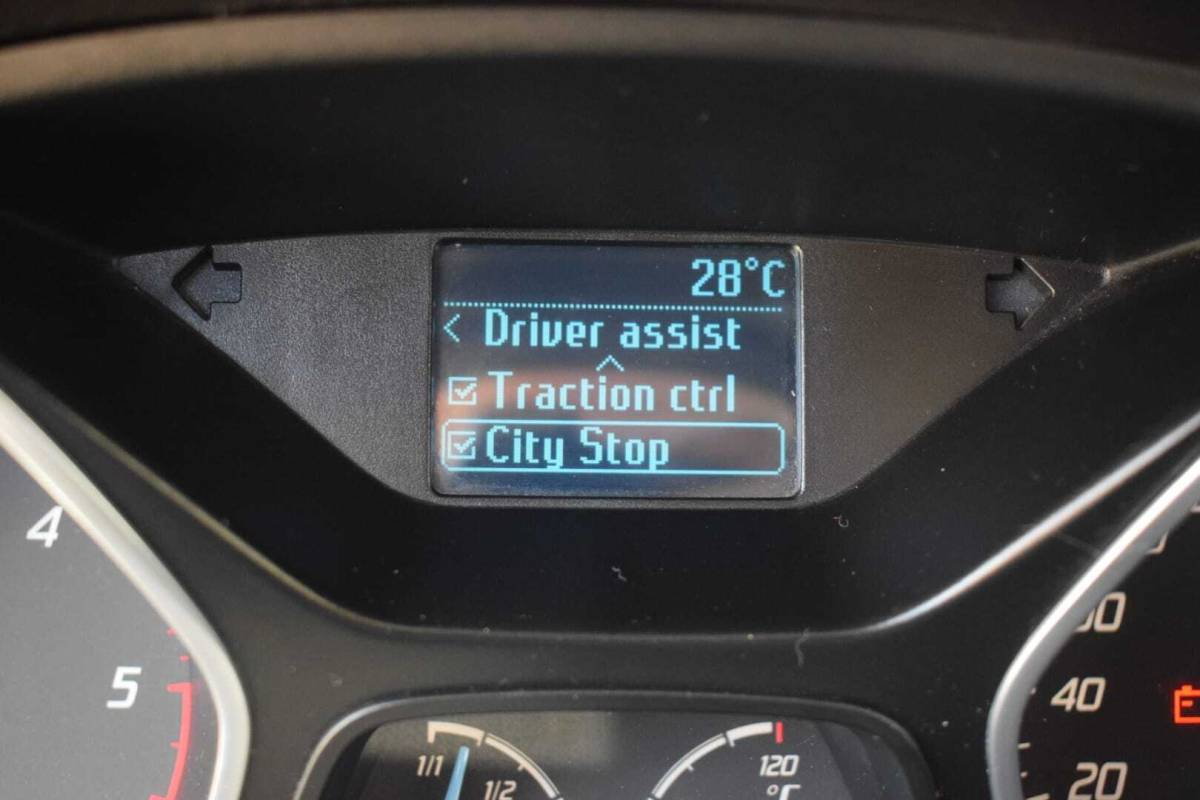 28°C
< Driver assist
Traction ctrl
City Stop
4
5
1/1
1/2
120
°C
40
20